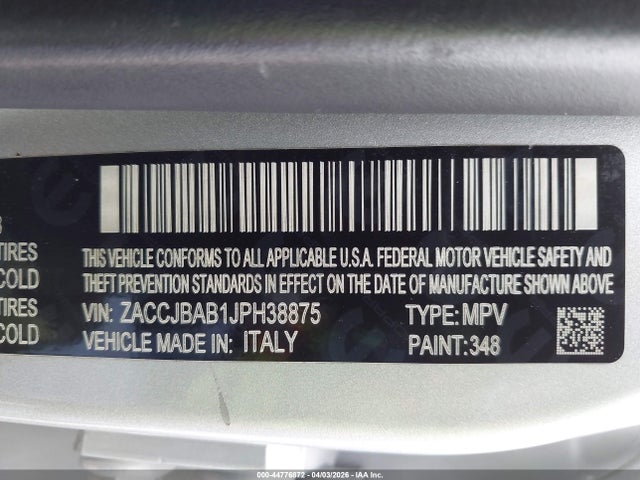 TIRES
COLD
TIRES
COLD
THIS VEHICLE CONFORMS TO ALL APPLICABLE U.S.A. FEDERAL MOTOR VEHICLE SAFETY AND
THEFT PREVENTION STANDARDS IN EFFECT ON THE DATE OF MANUFACTURE SHOWN ABOVE
VIN: ZACCJBAB1JPH38875 TYPE: MPV
VEHICLE MADE IN: ITALY PAINT: 348
000-44776872 - 04/03/2026 - IAA Inc.